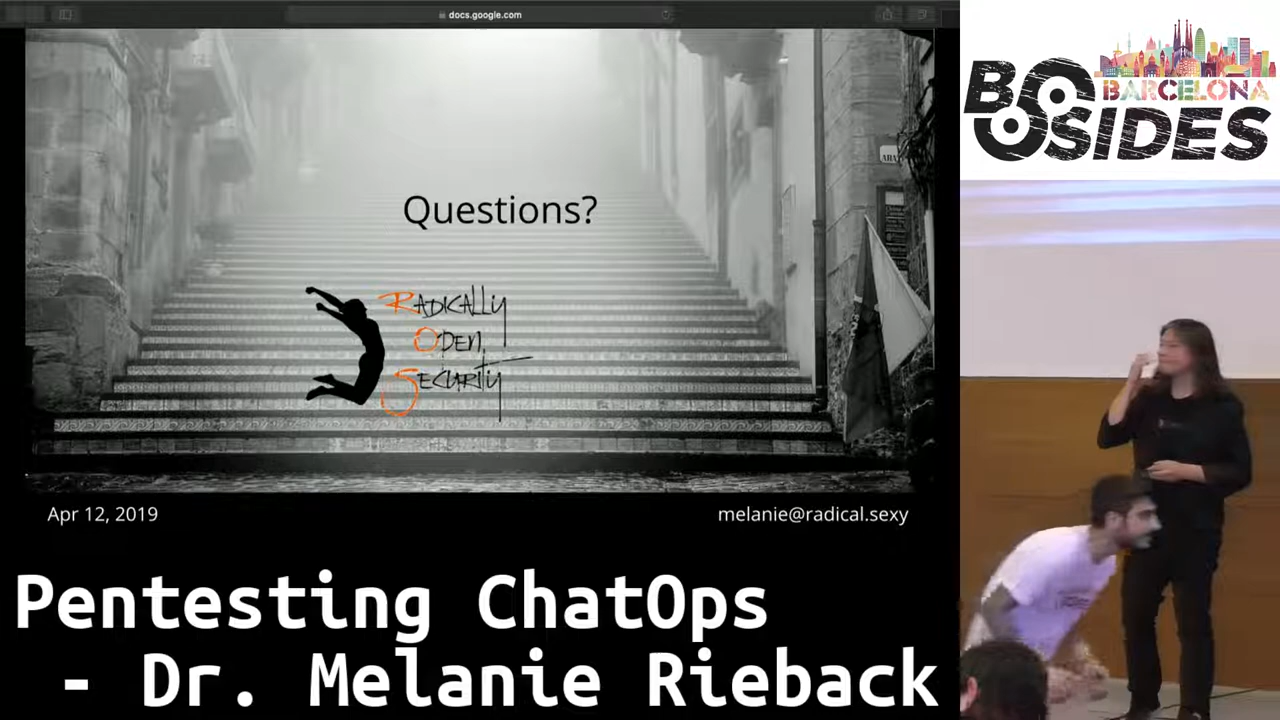 docs.google.com
Questions?
RADICALLY
OPEN
SECURITY
Apr 12, 2019
melanie@radical.sexy
Pentesting ChatOps
- Dr. Melanie Rieback
BSIDES
BARCELONA